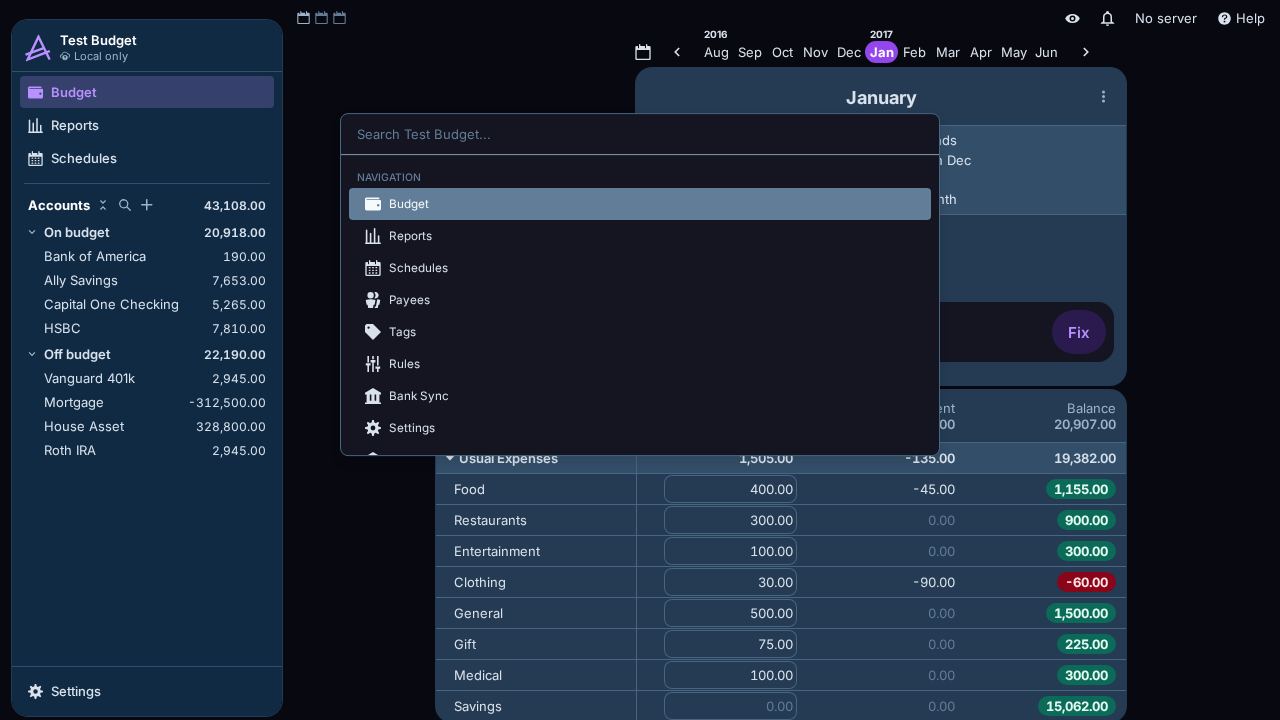 Test Budget
Local only
Budget
Reports
Schedules
Accounts 43,108.00
On budget 20,918.00
Bank of America 190.00
Ally Savings 7,653.00
Capital One Checking 5,265.00
HSBC 7,810.00
Off budget 22,190.00
Vanguard 401k 2,945.00
Mortgage -312,500.00
House Asset 328,800.00
Roth IRA 2,945.00
Settings
No server
Help
2016 2017
Aug Sep Oct Nov Dec Jan Feb Mar Apr May Jun
January
Dec
Fix
Search Test Budget...
NAVIGATION
Budget
Reports
Schedules
Payees
Tags
Rules
Bank Sync
Settings
Balance
20,907.00
Usual Expenses 1,505.00 -135.00 19,382.00
Food 400.00 -45.00 1,155.00
Restaurants 300.00 0.00 900.00
Entertainment 100.00 0.00 300.00
Clothing 30.00 -90.00 -60.00
General 500.00 0.00 1,500.00
Gift 75.00 0.00 225.00
Medical 100.00 0.00 300.00
Savings 0.00 0.00 15,062.00